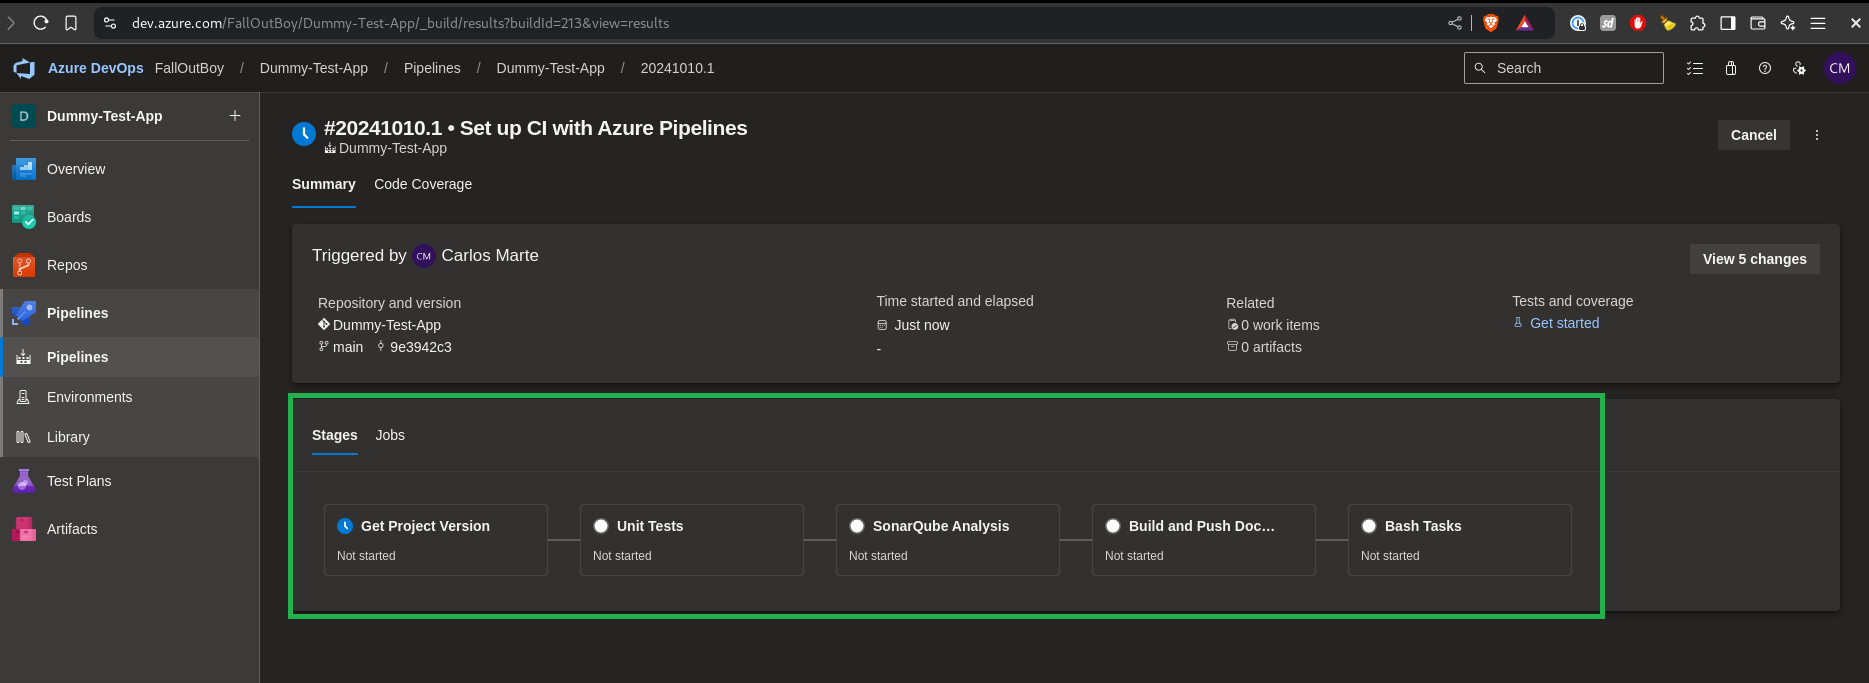 dev.azure.com/FallOutBoy/Dummy-Test-App/_build/results?buildId=213&view=results
Azure DevOps FallOutBoy / Dummy-Test-App / Pipelines / Dummy-Test-App / 20241010.1
Search
CM
D Dummy-Test-App +
Overview
Boards
Repos
Pipelines
Pipelines
Environments
Library
Test Plans
Artifacts
#20241010.1 • Set up CI with Azure Pipelines
Dummy-Test-App
Cancel
Summary Code Coverage
Triggered by CM Carlos Marte
View 5 changes
Repository and version
Dummy-Test-App
main 9e3942c3
Time started and elapsed
Just now
-
Related
0 work items
0 artifacts
Tests and coverage
Get started
Stages Jobs
Get Project Version
Not started
Unit Tests
Not started
SonarQube Analysis
Not started
Build and Push Doc...
Not started
Bash Tasks
Not started